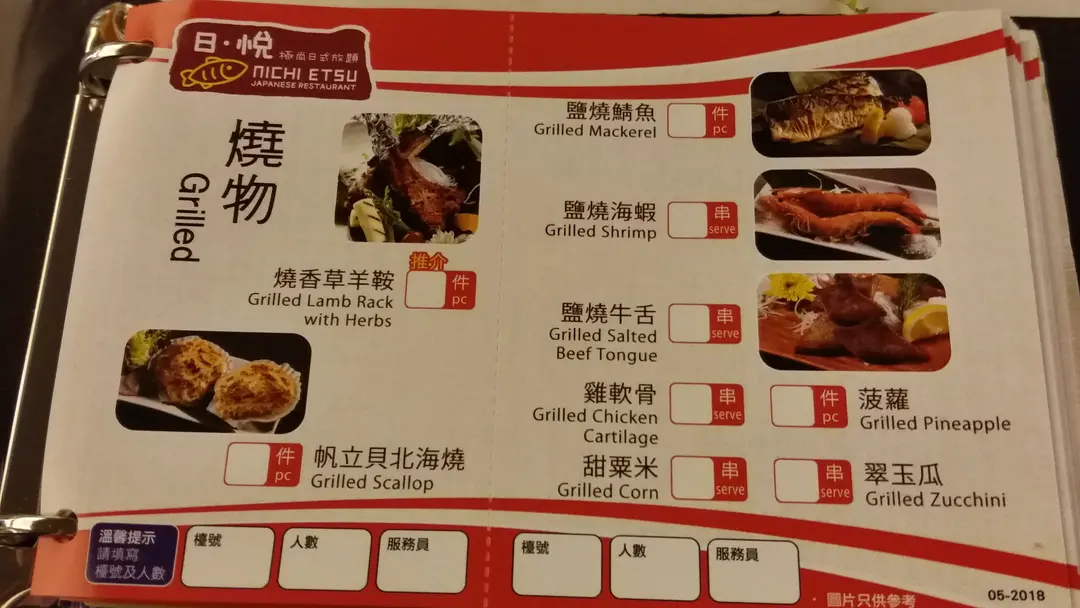 日·悅 極尚日式放題
NICHI ETSU
JAPANESE RESTAURANT
燒物
Grilled
推介
燒香草羊鞍
Grilled Lamb Rack
with Herbs
件
pc
件
pc
帆立貝北海燒
Grilled Scallop
鹽燒鯖魚
Grilled Mackerel
件
pc
鹽燒海蝦
Grilled Shrimp
串
serve
鹽燒牛舌
Grilled Salted
Beef Tongue
串
serve
雞軟骨
Grilled Chicken
Cartilage
串
serve
件
pc
菠蘿
Grilled Pineapple
甜粟米
Grilled Corn
串
serve
串
serve
翠玉瓜
Grilled Zucchini
溫馨提示
請填寫
檯號及人數
檯號
人數
服務員
檯號
人數
服務員
· 圖片只供參考
05-2018